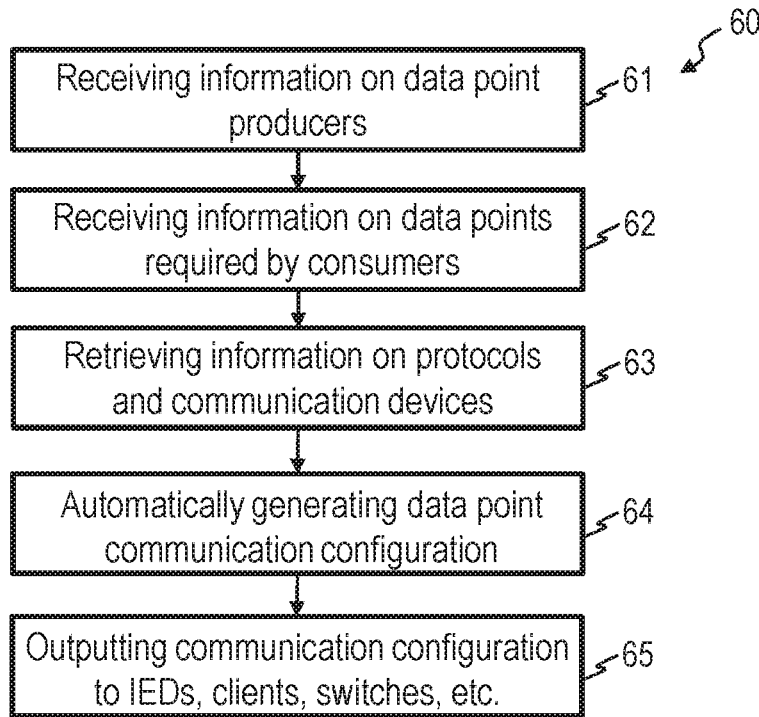 60
Receiving information on data point
producers
61
Receiving information on data points
required by consumers
62
Retrieving information on protocols
and communication devices
63
Automatically generating data point
communication configuration
64
Outputting communication configuration
to IEDs, clients, switches, etc.
65